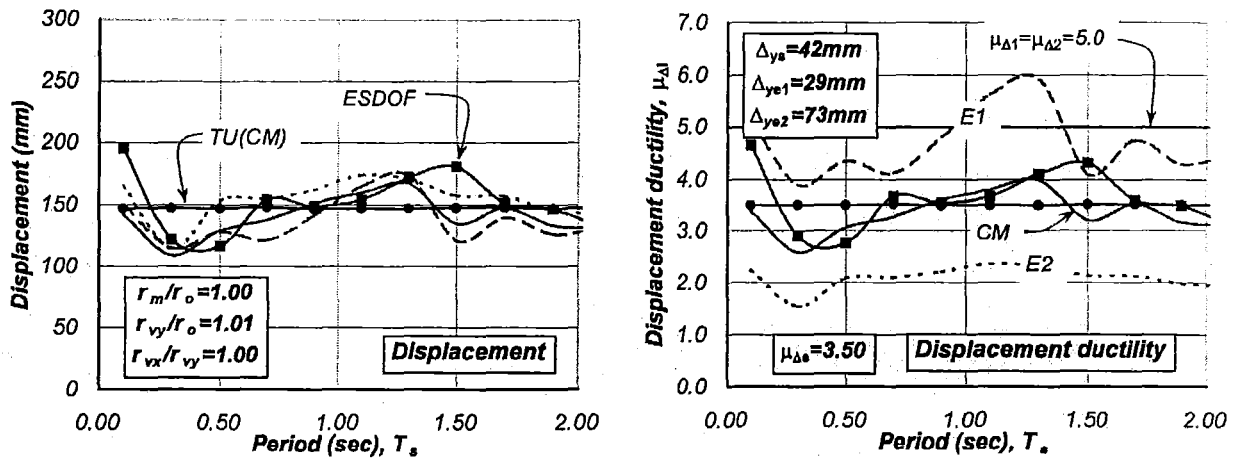 300
250
200
150
100
50
0
Displacement (mm)
ESDOF
TU(CM)
r_m/r_o=1.00
r_vy/r_o=1.01
r_vx/r_vy=1.00
Displacement
0.00 0.50 1.00 1.50 2.00
Period (sec), T_s
7.0
6.0
5.0
4.0
3.0
2.0
1.0
0.0
Displacement ductility, μ_Δi
Δ_ys=42mm
Δ_ye1=29mm
Δ_ye2=73mm
μ_Δ1=μ_Δ2=5.0
E1
CM
E2
μ_Δs=3.50
Displacement ductility
0.00 0.50 1.00 1.50 2.00
Period (sec), T_s